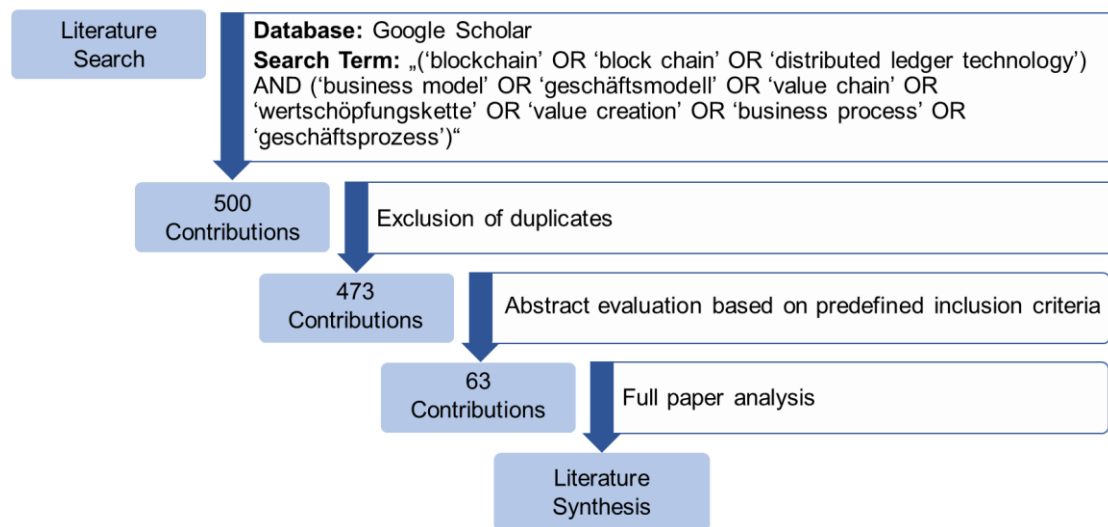 Literature
Search
Database: Google Scholar
Search Term: „(‘blockchain’ OR ‘block chain’ OR ‘distributed ledger technology’)
AND (‘business model’ OR ‘geschäftsmodell’ OR ‘value chain’ OR
‘wertschöpfungskette’ OR ‘value creation’ OR ‘business process’ OR
‘geschäftsprozess’)“
500
Contributions
Exclusion of duplicates
473
Contributions
Abstract evaluation based on predefined inclusion criteria
63
Contributions
Full paper analysis
Literature
Synthesis